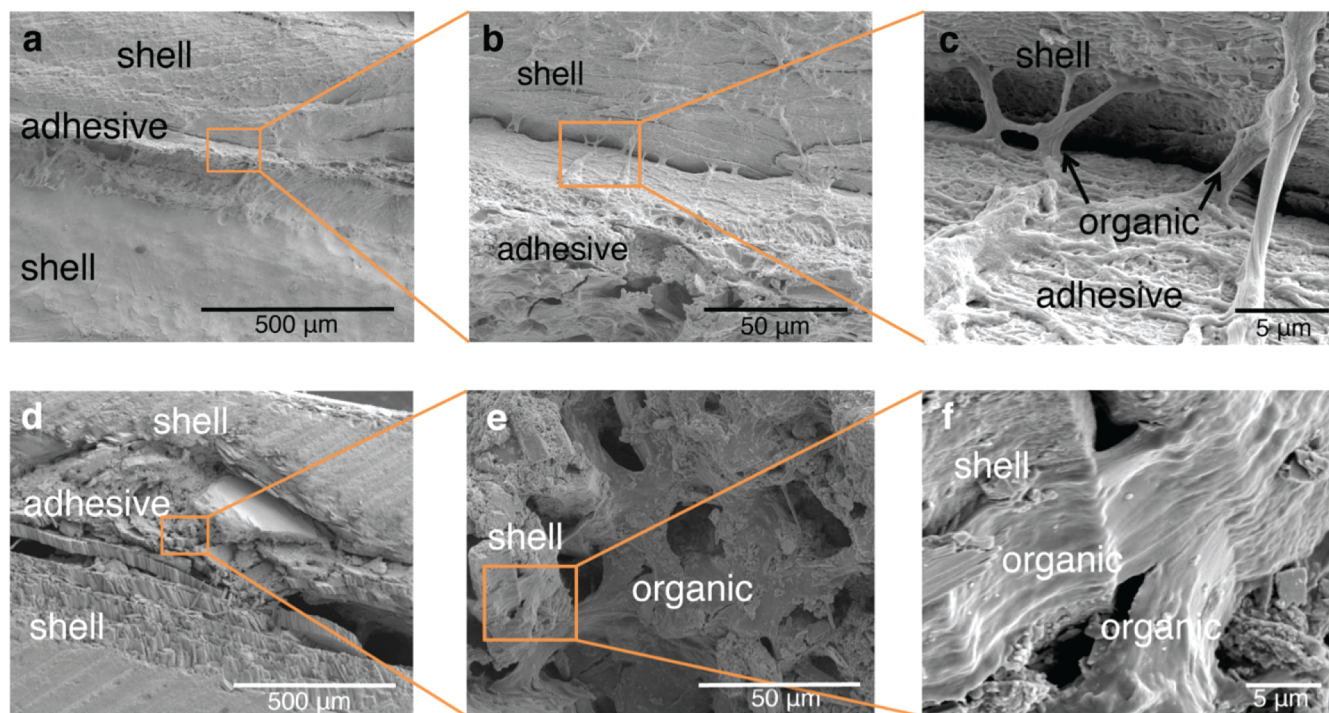 a
shell
adhesive
shell
500 µm
b
shell
adhesive
50 µm
c
shell
organic
adhesive
5 µm
d
shell
adhesive
shell
500 µm
e
shell
organic
50 µm
f
shell
organic
organic
5 µm